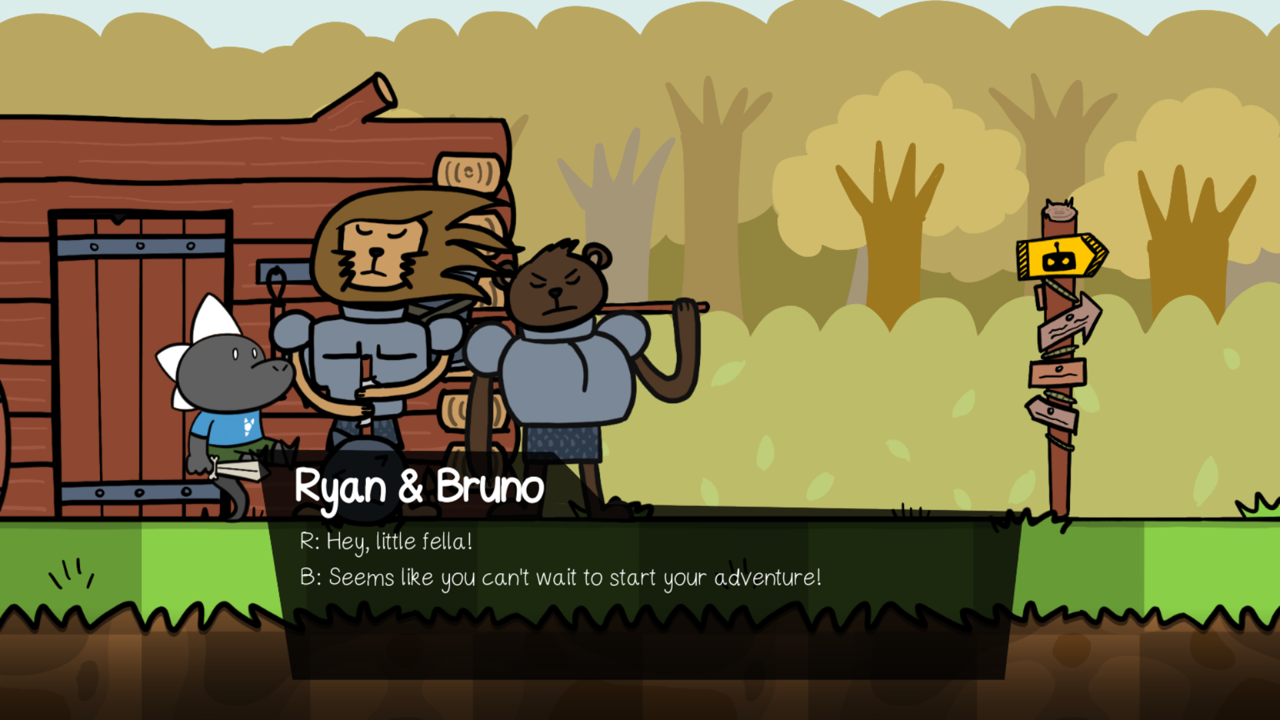 Ryan & Bruno
R: Hey, little fella!
B: Seems like you can't wait to start your adventure!